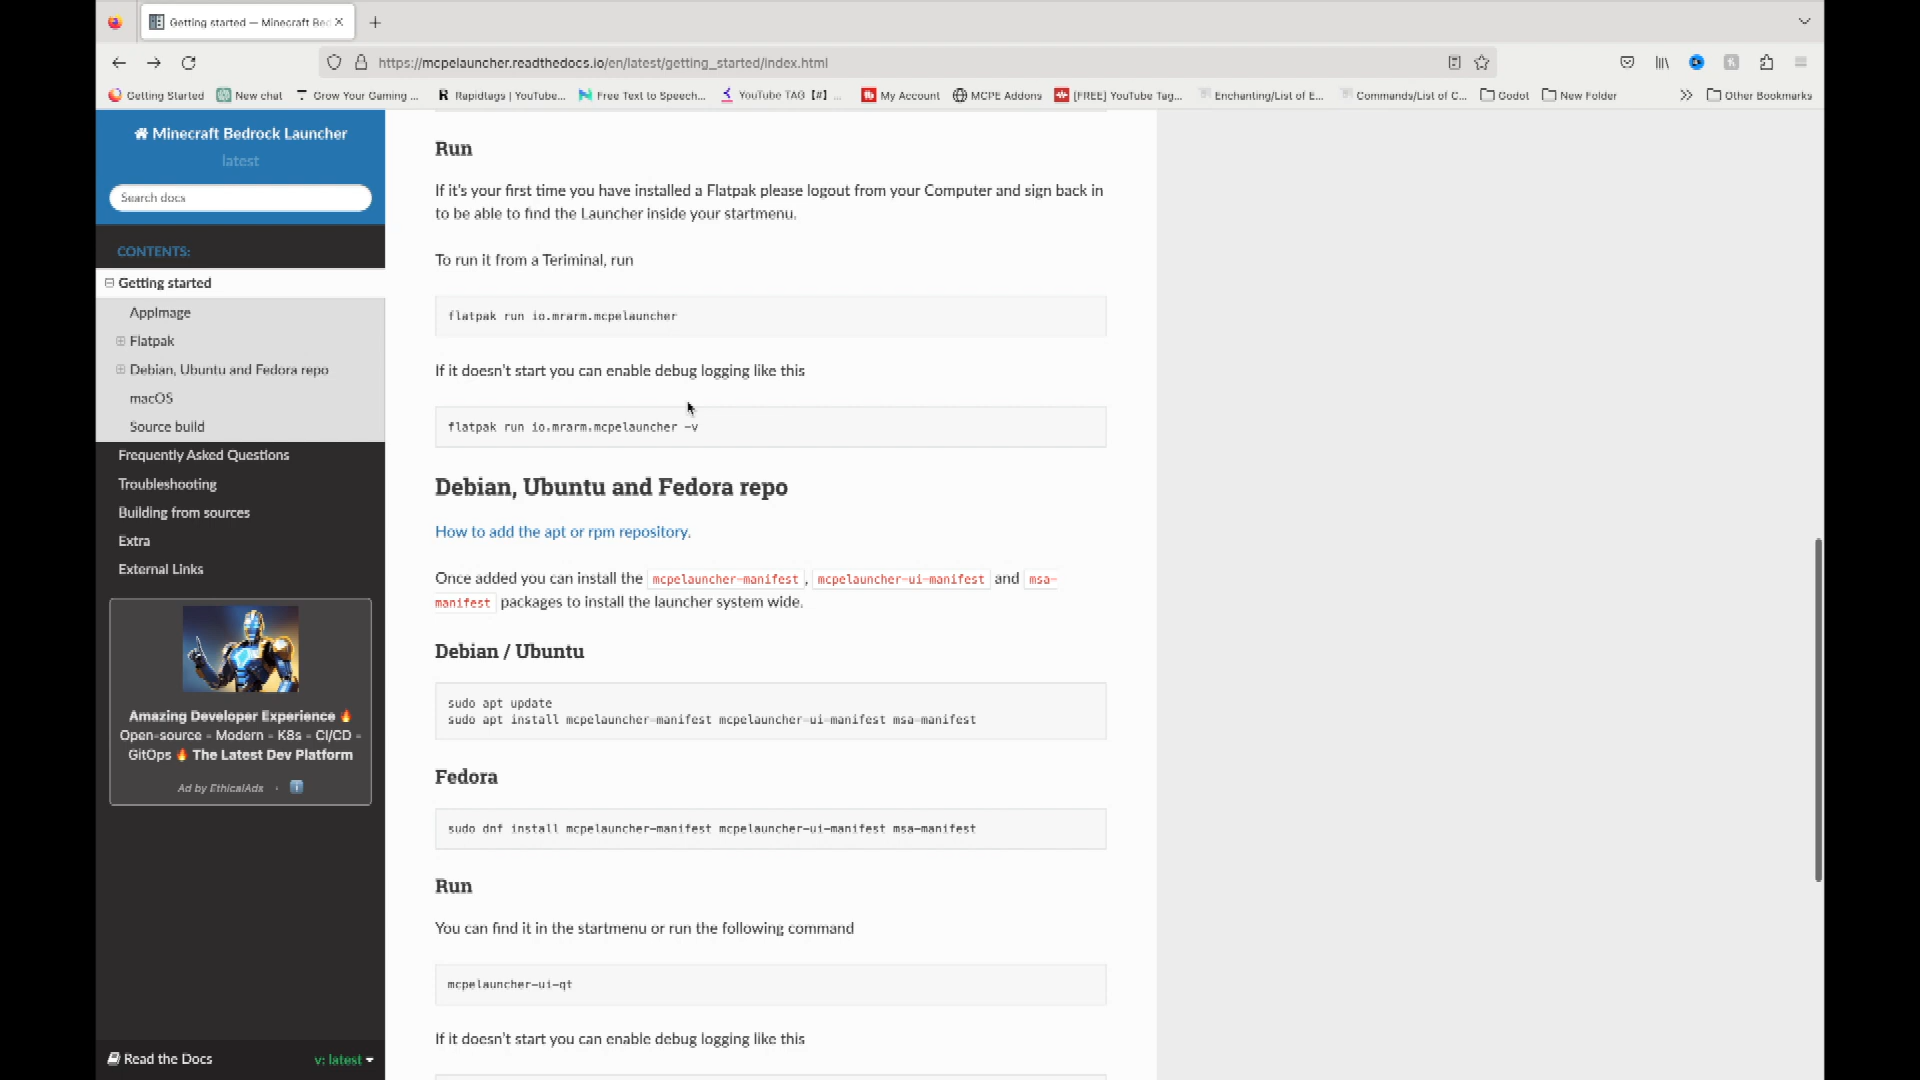 Getting started — Minecraft Bed
https://mcpelauncher.readthedocs.io/en/latest/getting_started/index.html
Getting Started
New chat
Grow Your Gaming ...
Rapidtags | YouTube...
Free Text to Speech...
YouTube TAG [#] ...
My Account
MCPE Addons
[FREE] YouTube Tag...
Enchanting/List of E...
Commands/List of C...
Godot
New Folder
Other Bookmarks
Minecraft Bedrock Launcher
latest
Search docs
CONTENTS:
Getting started
AppImage
Flatpak
Debian, Ubuntu and Fedora repo
macOS
Source build
Frequently Asked Questions
Troubleshooting
Building from sources
Extra
External Links
Amazing Developer Experience 🔥
Open-source - Modern - K8s - CI/CD -
GitOps 🔥 The Latest Dev Platform
Ad by EthicalAds
Read the Docs
v: latest
Run
If it's your first time you have installed a Flatpak please logout from your Computer and sign back in
to be able to find the Launcher inside your startmenu.
To run it from a Teriminal, run
flatpak run io.mrarm.mcpelauncher
If it doesn't start you can enable debug logging like this
flatpak run io.mrarm.mcpelauncher -v
Debian, Ubuntu and Fedora repo
How to add the apt or rpm repository.
Once added you can install the mcpelauncher-manifest , mcpelauncher-ui-manifest and msa-
manifest packages to install the launcher system wide.
Debian / Ubuntu
sudo apt update
sudo apt install mcpelauncher-manifest mcpelauncher-ui-manifest msa-manifest
Fedora
sudo dnf install mcpelauncher-manifest mcpelauncher-ui-manifest msa-manifest
Run
You can find it in the startmenu or run the following command
mcpelauncher-ui-qt
If it doesn't start you can enable debug logging like this